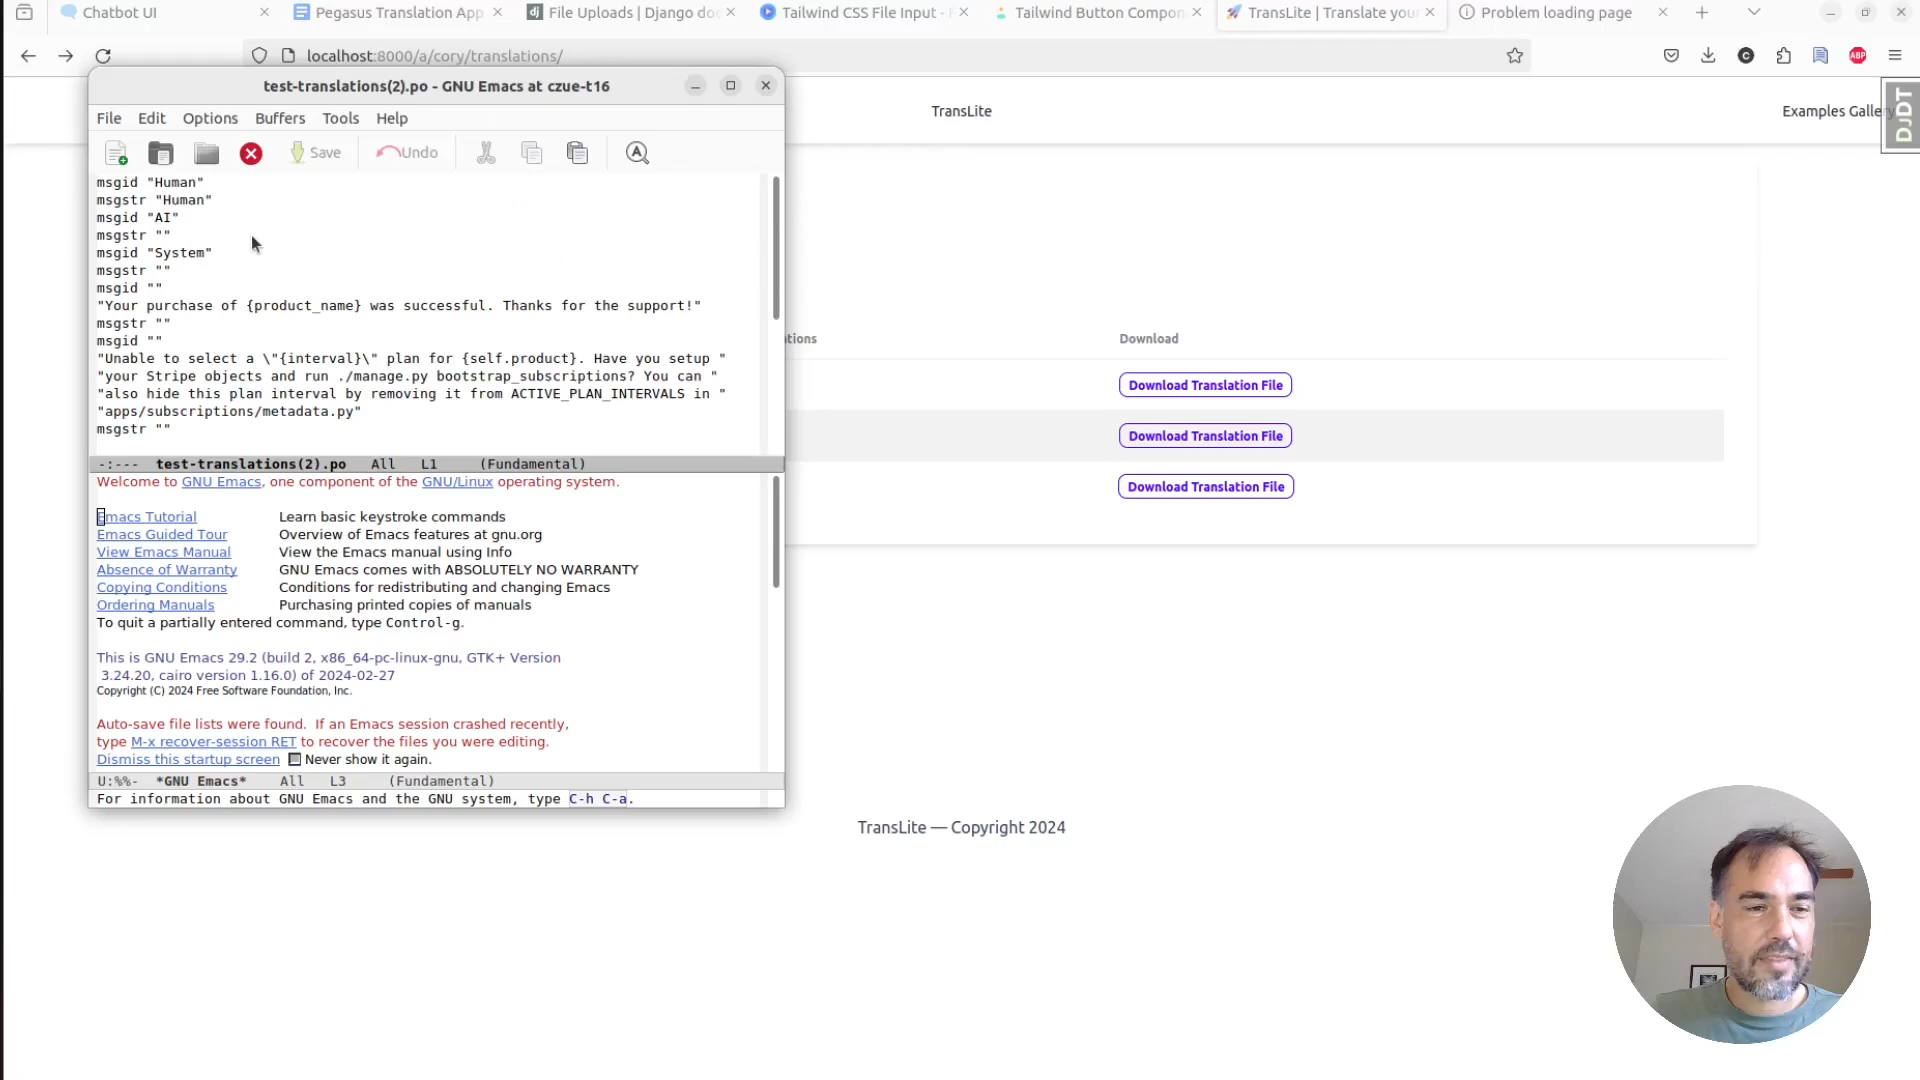 Chatbot UI
Pegasus Translation App
File Uploads | Django do
Tailwind CSS File Input -
Tailwind Button Compon
TransLite | Translate your
Problem loading page
localhost:8000/a/cory/translations/
ABP
test-translations(2).po - GNU Emacs at czue-t16
File Edit Options Buffers Tools Help
Save
Undo
TransLite
Examples Galler
DJDT
msgid "Human"
msgstr "Human"
msgid "AI"
msgstr ""
msgid "System"
msgstr ""
msgid ""
"Your purchase of {product_name} was successful. Thanks for the support!"
msgstr ""
msgid ""
"Unable to select a \"{interval}\" plan for {self.product}. Have you setup "
"your Stripe objects and run ./manage.py bootstrap_subscriptions? You can "
"also hide this plan interval by removing it from ACTIVE_PLAN_INTERVALS in "
"apps/subscriptions/metadata.py"
msgstr ""
-:--- test-translations(2).po All L1 (Fundamental)
Welcome to GNU Emacs, one component of the GNU/Linux operating system.
Emacs Tutorial Learn basic keystroke commands
Emacs Guided Tour Overview of Emacs features at gnu.org
View Emacs Manual View the Emacs manual using Info
Absence of Warranty GNU Emacs comes with ABSOLUTELY NO WARRANTY
Copying Conditions Conditions for redistributing and changing Emacs
Ordering Manuals Purchasing printed copies of manuals
To quit a partially entered command, type Control-g.
This is GNU Emacs 29.2 (build 2, x86_64-pc-linux-gnu, GTK+ Version
3.24.20, cairo version 1.16.0) of 2024-02-27
Copyright (C) 2024 Free Software Foundation, Inc.
Auto-save file lists were found. If an Emacs session crashed recently,
type M-x recover-session RET to recover the files you were editing.
Dismiss this startup screen Never show it again.
U:%%- *GNU Emacs* All L3 (Fundamental)
For information about GNU Emacs and the GNU system, type C-h C-a.
Download
Download Translation File
Download Translation File
Download Translation File
TransLite — Copyright 2024